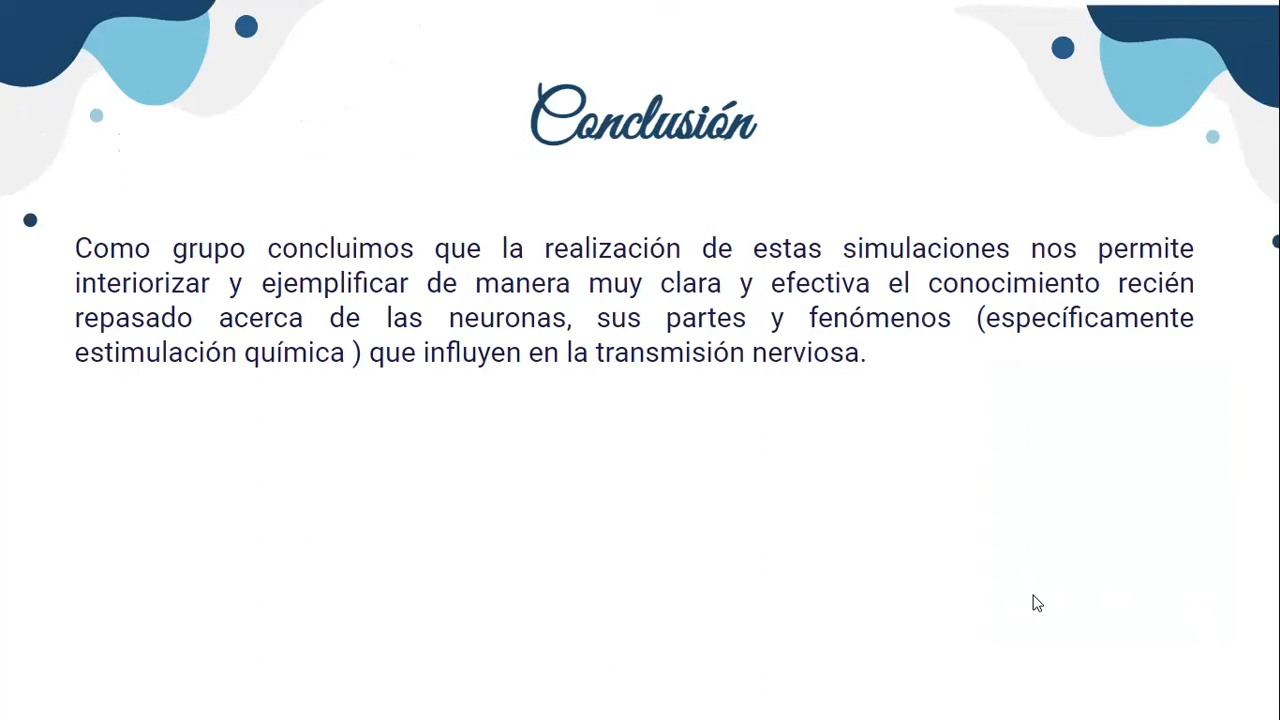 Conclusión
Como grupo concluimos que la realización de estas simulaciones nos permite
interiorizar y ejemplificar de manera muy clara y efectiva el conocimiento recién
repasado acerca de las neuronas, sus partes y fenómenos (específicamente
estimulación química ) que influyen en la transmisión nerviosa.